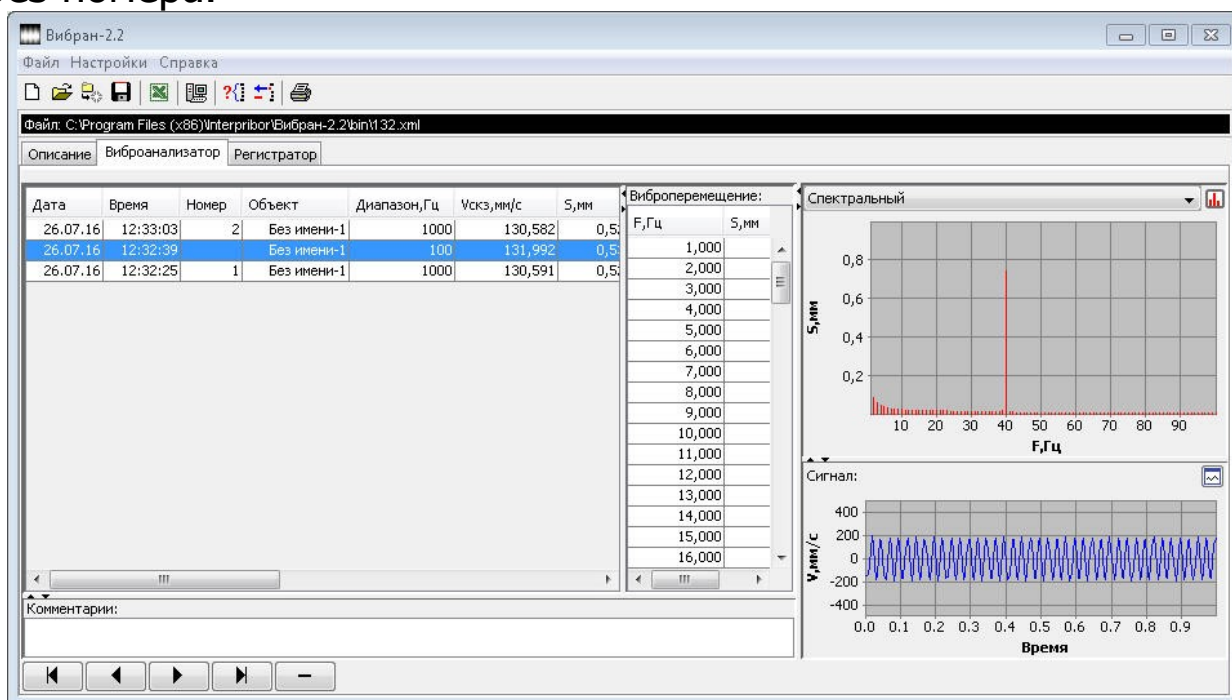 без номера.
Вибран-2.2
Файл Настройки Справка
Файл: C:\Program Files (x86)\Interpribor\Вибран-2.2\bin\132.xml
Описание Виброанализатор Регистратор
Дата Время Номер Объект Диапазон,Гц Vскз,мм/с S,мм
26.07.16 12:33:03 2 Без имени-1 1000 130,582
26.07.16 12:32:39 Без имени-1 100 131,992
26.07.16 12:32:25 1 Без имени-1 1000 130,591
Виброперемещение:
F,Гц S,мм
1,000
2,000
3,000
4,000
5,000
6,000
7,000
8,000
9,000
10,000
11,000
12,000
13,000
14,000
15,000
16,000
Спектральный
S,мм
0,8
0,6
0,4
0,2
10 20 30 40 50 60 70 80 90
F,Гц
Сигнал:
V,мм/с
400
200
0
-200
-400
0.0 0.1 0.2 0.3 0.4 0.5 0.6 0.7 0.8 0.9
Время
Комментарии: